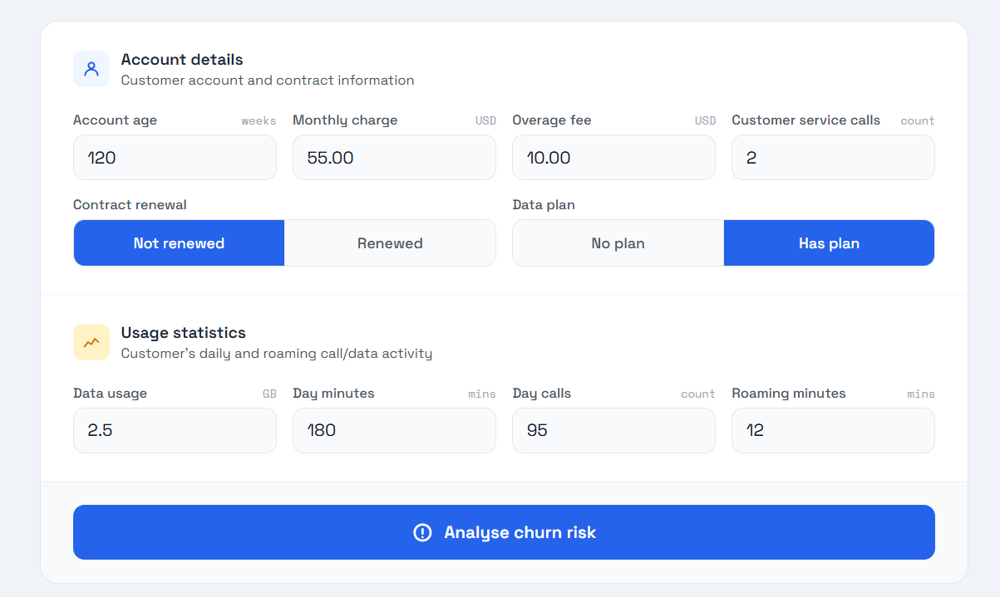 Account details
Customer account and contract information
Account age weeks Monthly charge USD Overage fee USD Customer service calls count
120 55.00 10.00 2
Contract renewal Data plan
Not renewed Renewed No plan Has plan
Usage statistics
Customer's daily and roaming call/data activity
Data usage GB Day minutes mins Day calls count Roaming minutes mins
2.5 180 95 12
Analyse churn risk